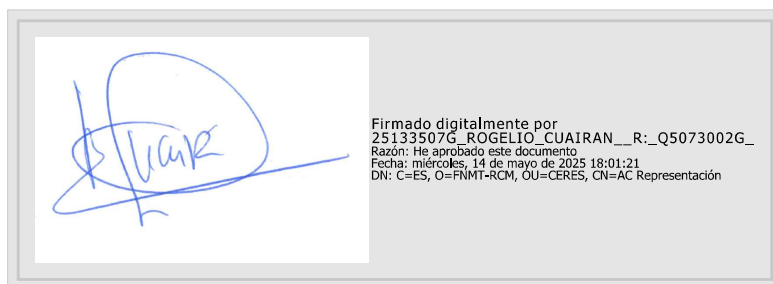 Firmado digitalmente por
25133507G_ROGELIO_CUAIRAN__R:_Q5073002G_
Razón: He aprobado este documento
Fecha: miércoles, 14 de mayo de 2025 18:01:21
DN: C=ES, O=FNMT-RCM, OU=CERES, CN=AC Representación